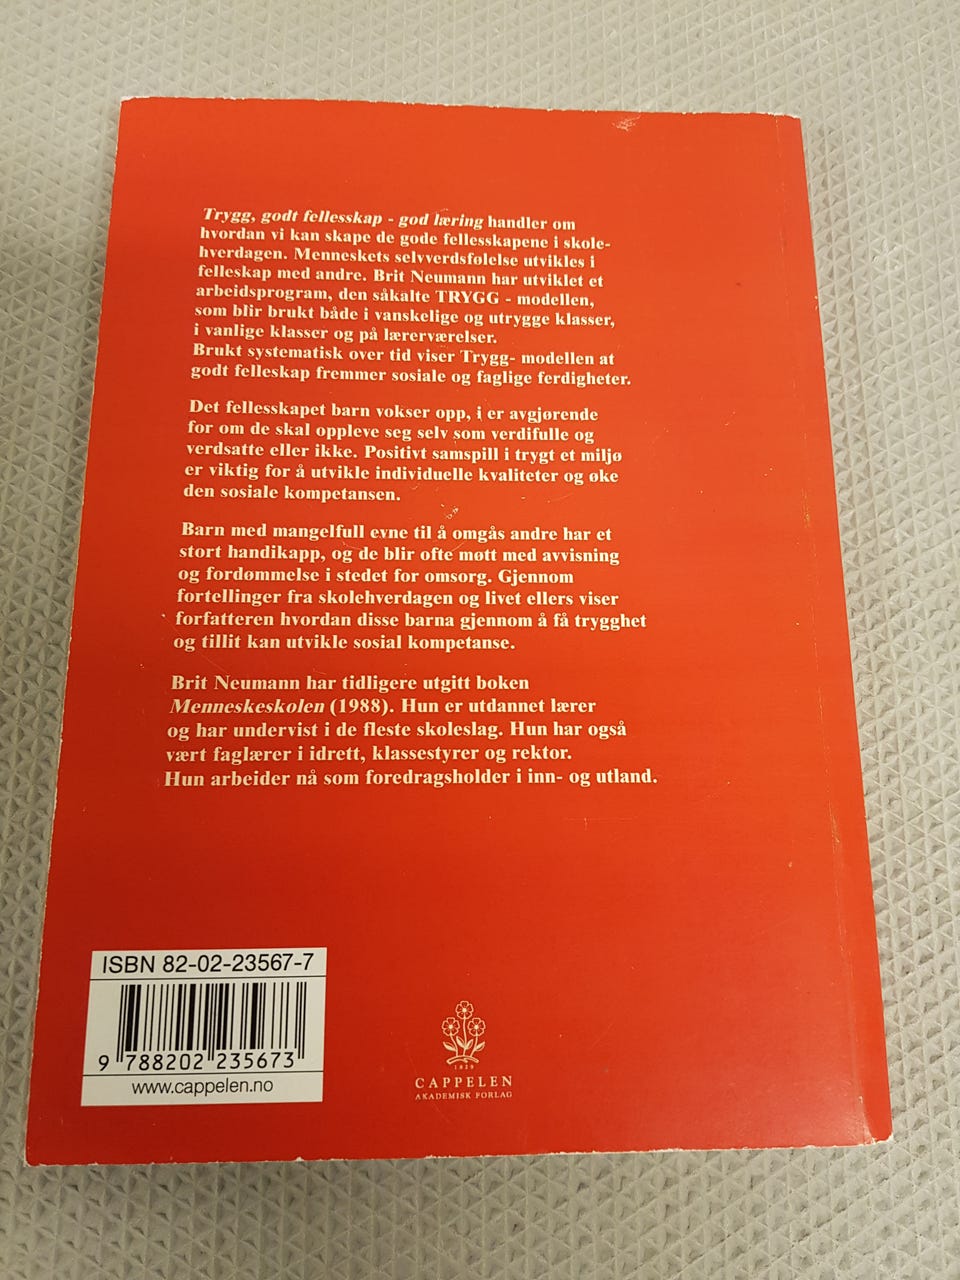 Trygg, godt fellesskap - god læring handler om
hvordan vi kan skape de gode fellesskapene i skole-
hverdagen. Menneskets selvverdsfølelse utvikles i
felleskap med andre. Brit Neumann har utviklet et
arbeidsprogram, den såkalte TRYGG - modellen,
som blir brukt både i vanskelige og utrygge klasser,
i vanlige klasser og på lærerværelser.
Brukt systematisk over tid viser Trygg- modellen at
godt felleskap fremmer sosiale og faglige ferdigheter.
Det fellesskapet barn vokser opp, i er avgjørende
for om de skal oppleve seg selv som verdifulle og
verdsatte eller ikke. Positivt samspill i trygt et miljø
er viktig for å utvikle individuelle kvaliteter og øke
den sosiale kompetansen.
Barn med mangelfull evne til å omgås andre har et
stort handikapp, og de blir ofte møtt med avvisning
og fordømmelse i stedet for omsorg. Gjennom
fortellinger fra skolehverdagen og livet ellers viser
forfatteren hvordan disse barna gjennom å få trygghet
og tillit kan utvikle sosial kompetanse.
Brit Neumann har tidligere utgitt boken
Menneskeskolen (1988). Hun er utdannet lærer
og har undervist i de fleste skoleslag. Hun har også
vært faglærer i idrett, klassestyrer og rektor.
Hun arbeider nå som foredragsholder i inn- og utland.
ISBN 82-02-23567-7
9 788202 235673
www.cappelen.no
1829
CAPPELEN
AKADEMISK FORLAG